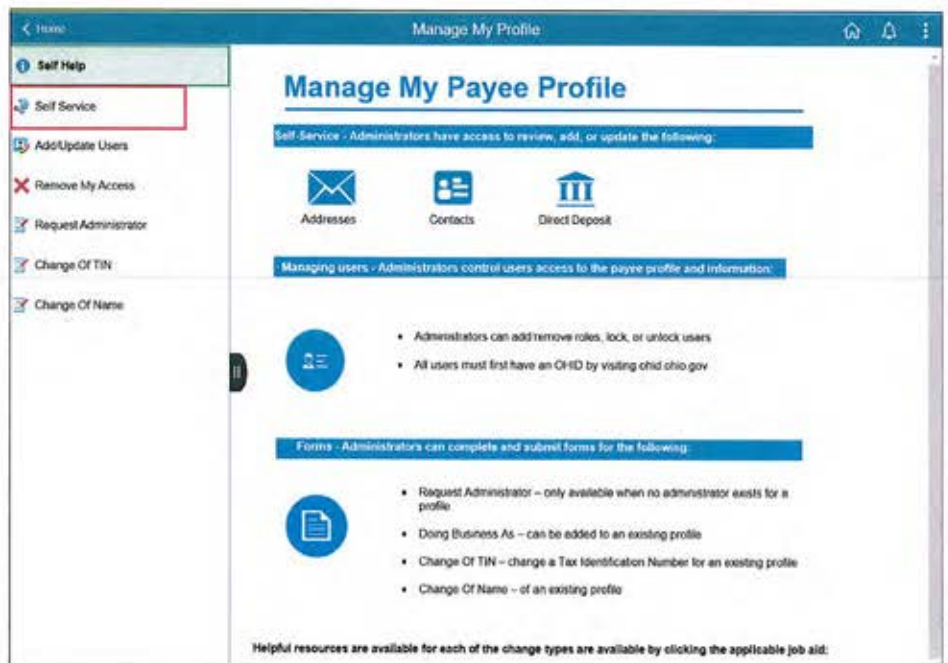 Home
Manage My Profile
Self Help
Self Service
Add/Update Users
Remove My Access
Request Administrator
Change Of TIN
Change Of Name
Manage My Payee Profile
Self-Service - Administrators have access to review, add, or update the following:
Addresses
Contacts
Direct Deposit
Managing users - Administrators control users access to the payee profile and information:
Administrators can add/remove roles, lock, or unlock users
All users must first have an OHID by visiting ohid.ohio.gov
Forms - Administrators can complete and submit forms for the following:
Request Administrator – only available when no administrator exists for a
profile
Doing Business As – can be added to an existing profile
Change Of TIN – change a Tax Identification Number for an existing profile
Change Of Name – of an existing profile
Helpful resources are available for each of the change types are available by clicking the applicable job aid: